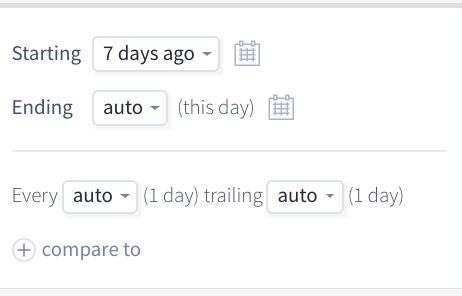 Starting 7 days ago
Ending auto (this day)
Every auto (1 day) trailing auto (1 day)
compare to